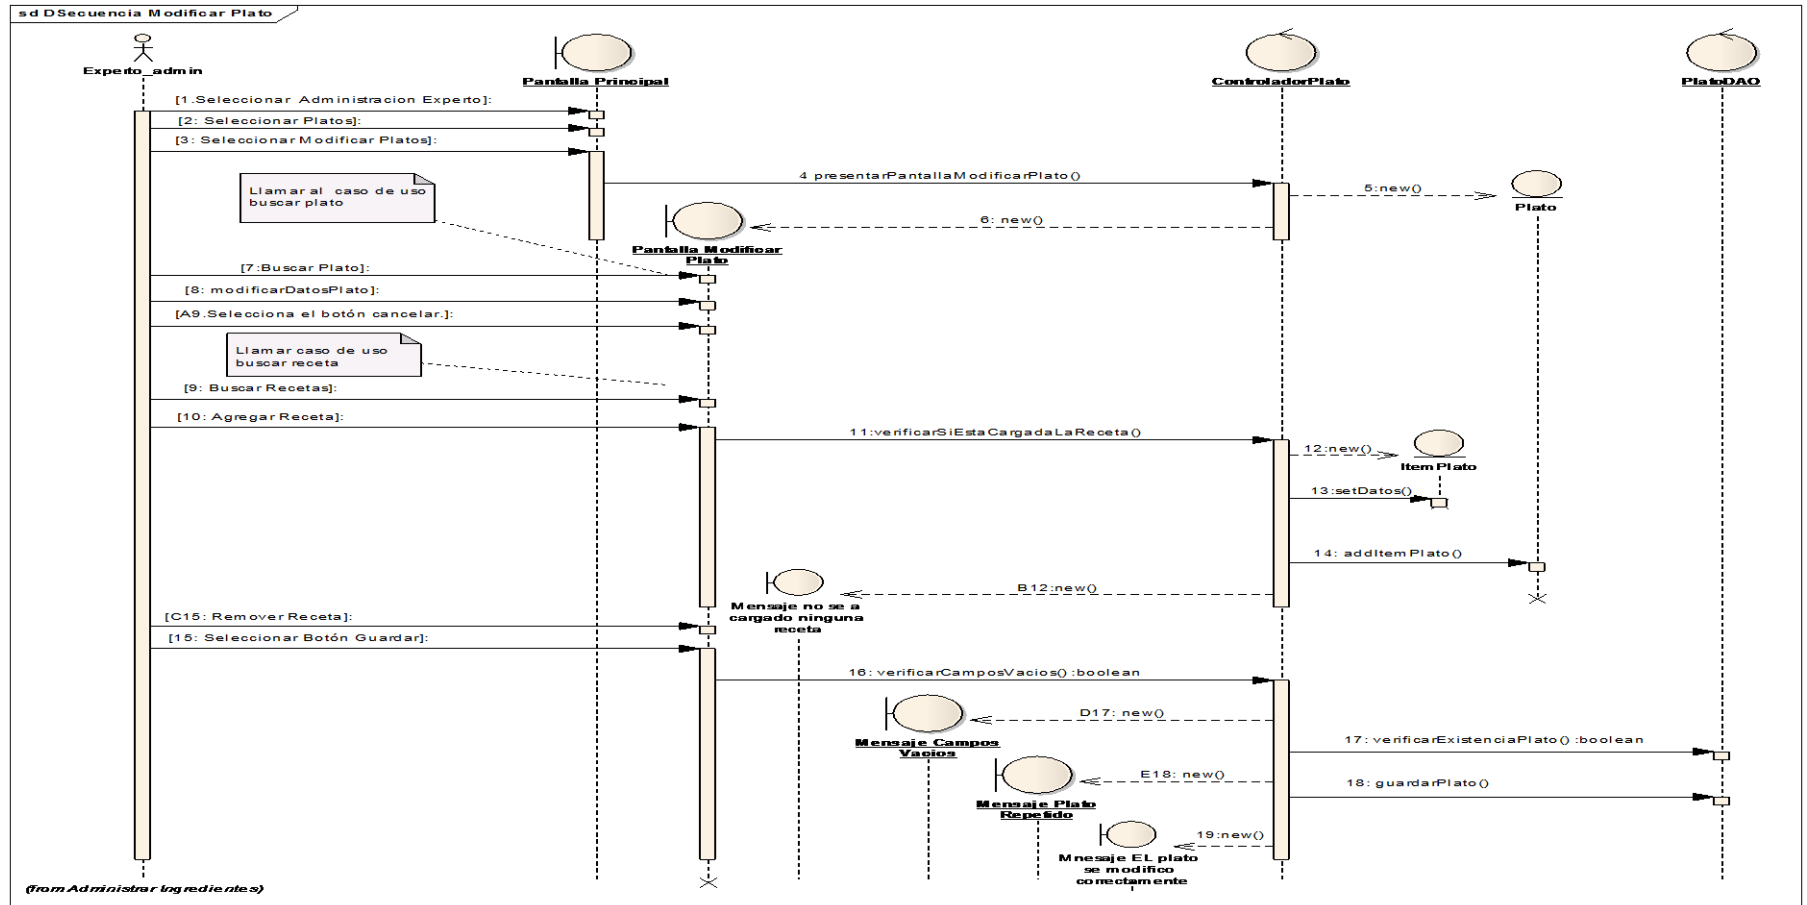 sd DSecuencia Modificar Plato
Experto_admin
Pantalla Principal
ControladorPlato
PlatoDAO
[1.Seleccionar Administracion Experto]:
[2: Seleccionar Platos]:
[3: Seleccionar Modificar Platos]:
4 presentarPantallaModificarPlato()
5:new()
Plato
Llamar al caso de uso
buscar plato
6: new()
Pantalla Modificar
Plato
[7:Buscar Plato]:
[8: modificarDatosPlato]:
[A9.Selecciona el botón cancelar.]:
Llamar caso de uso
buscar receta
[9: Buscar Recetas]:
[10: Agregar Receta]:
11:verificarSiEstaCargadaLaReceta()
12:new()
ItemPlato
13:setDatos()
14: addItemPlato()
B12:new()
Mensaje no se a
cargado ninguna
receta
[C15: Remover Receta]:
[15: Seleccionar Botón Guardar]:
16: verificarCamposVacios() :boolean
D17: new()
Mensaje Campos
Vacios
17: verificarExistenciaPlato() :boolean
E18: new()
18: guardarPlato()
Mensaje Plato
Repetido
19:new()
Mnesaje EL plato
se modifico
correctamente
(from Administrar Ingredientes)